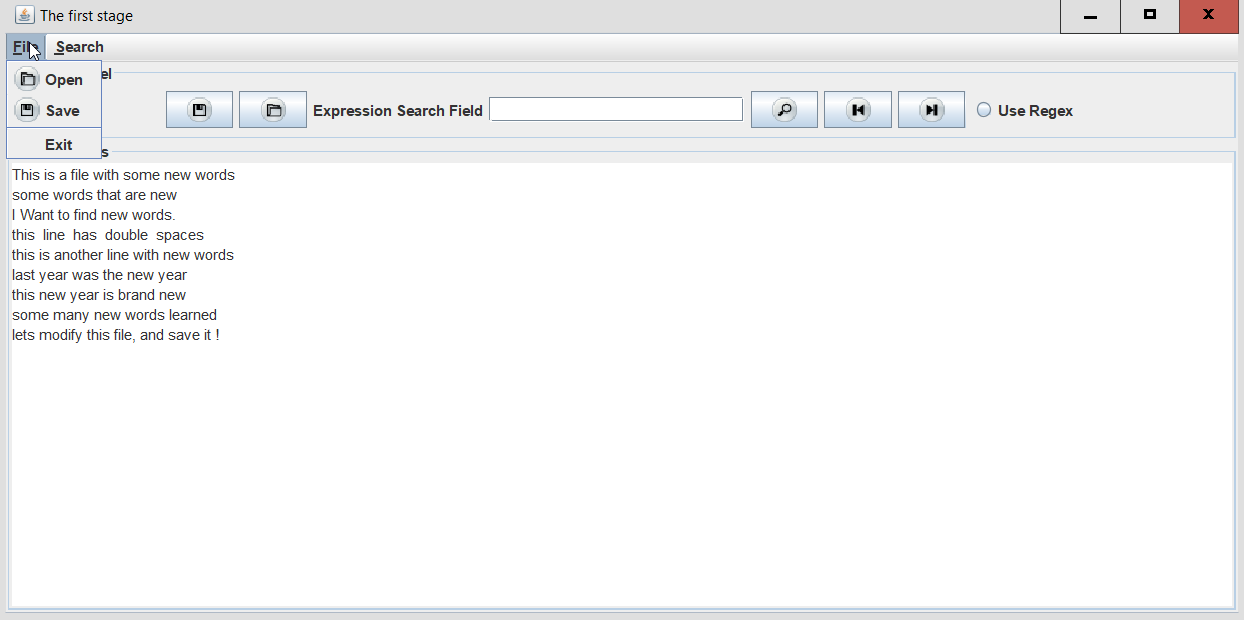 The first stage
File Search
Open
Save
Exit
el
Expression Search Field
Use Regex
s
This is a file with some new words
some words that are new
I Want to find new words.
this  line  has  double  spaces
this is another line with new words
last year was the new year
this new year is brand new
some many new words learned
lets modify this file, and save it !